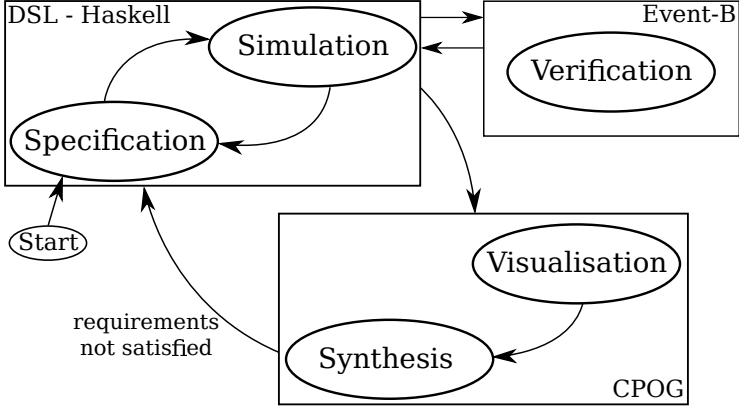 DSL - Haskell
Simulation
Specification
Event-B
Verification
Start
requirements
not satisfied
Visualisation
Synthesis
CPOG